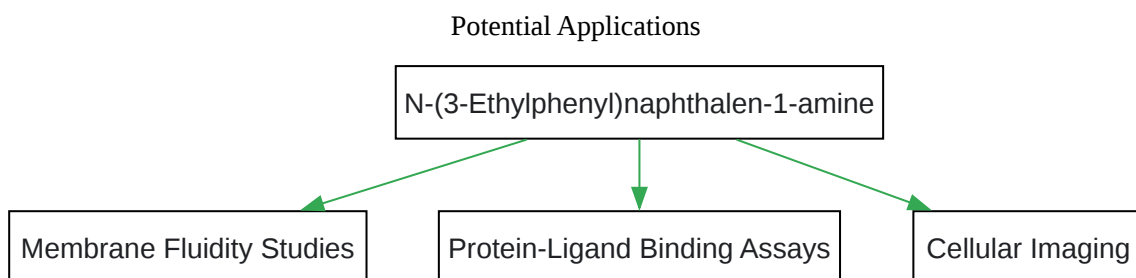 Potential Applications
N-(3-Ethylphenyl)naphthalen-1-amine
Membrane Fluidity Studies
Protein-Ligand Binding Assays
Cellular Imaging